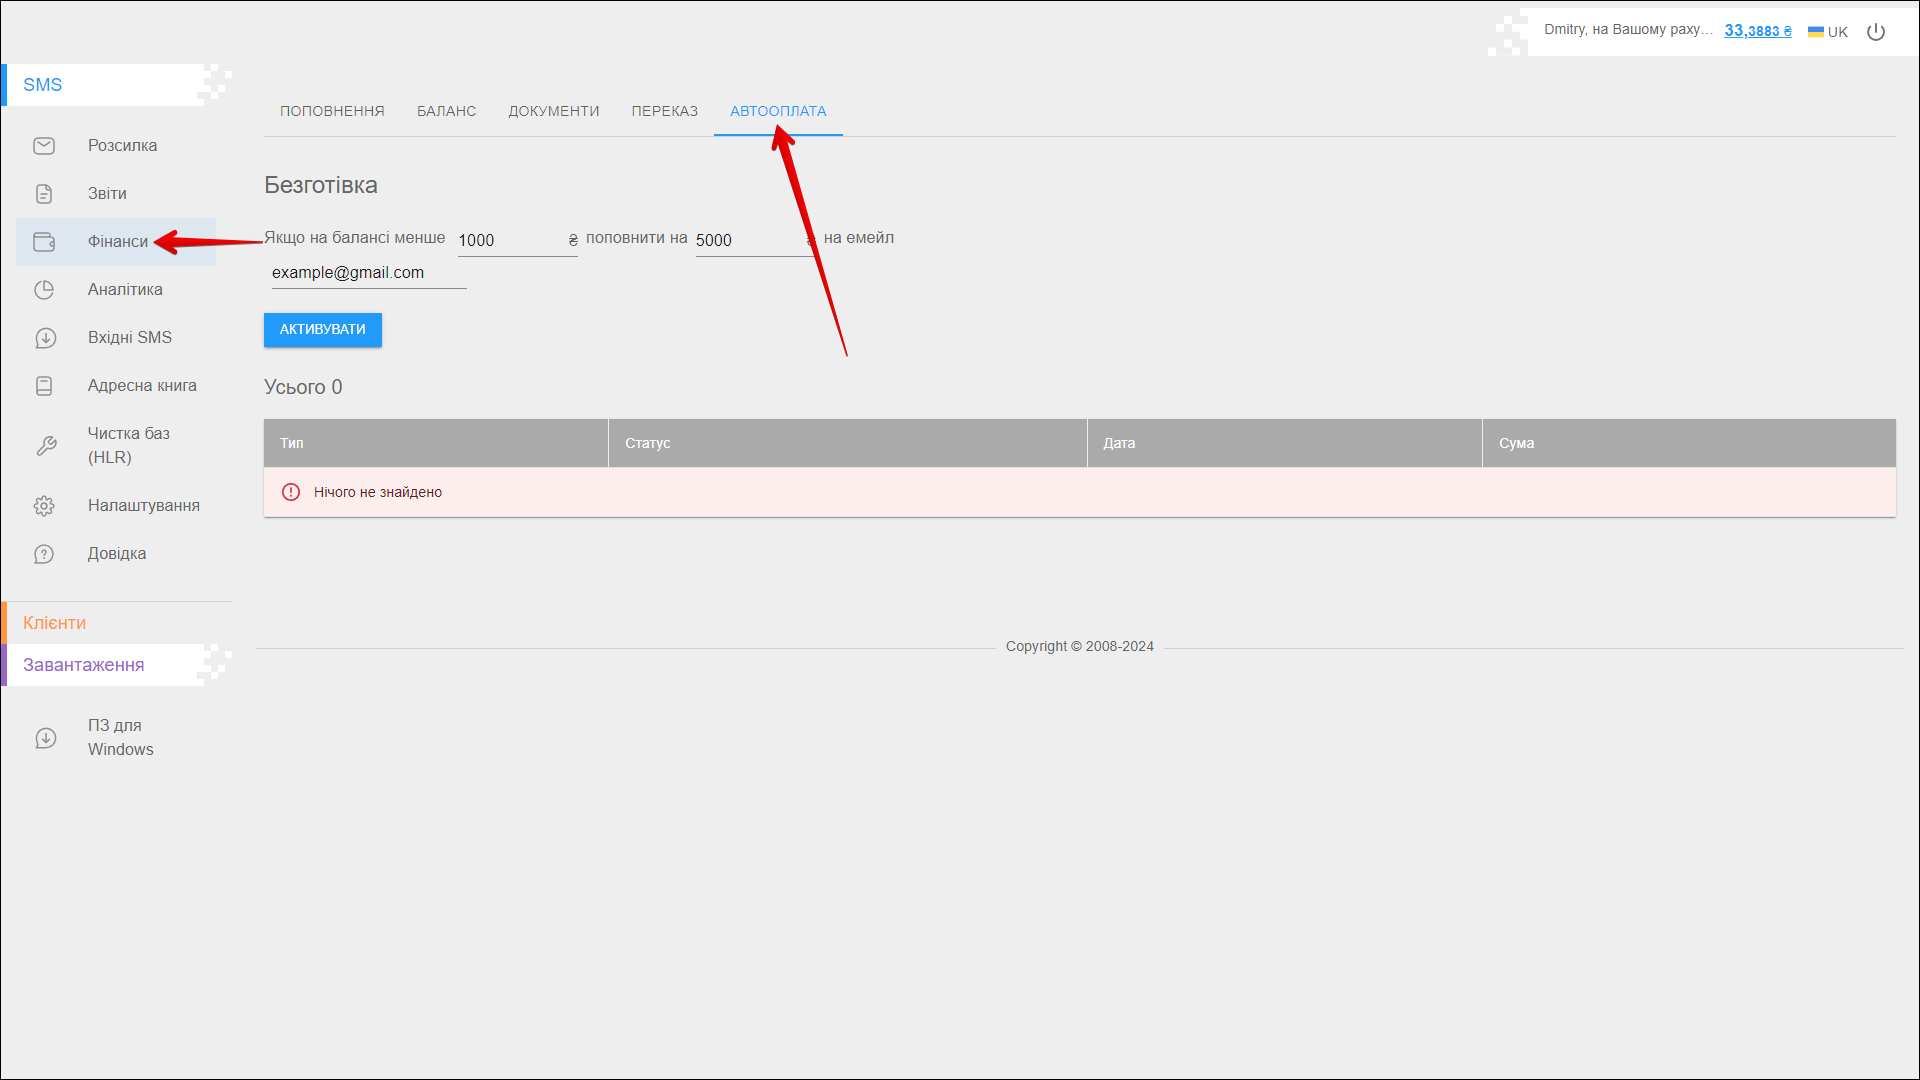 Dmitry, на Вашому раху... 33,3883 ₴ UK
SMS
Розсилка
Звіти
Фінанси
Аналітика
Вхідні SMS
Адресна книга
Чистка баз
(HLR)
Налаштування
Довідка
Клієнти
Завантаження
ПЗ для
Windows
ПОПОВНЕННЯ БАЛАНС ДОКУМЕНТИ ПЕРЕКАЗ АВТООПЛАТА
Безготівка
Якщо на балансі менше 1000 ₴ поповнити на 5000 ₴ на емейл
example@gmail.com
АКТИВУВАТИ
Усього 0
Тип Статус Дата Сума
Нічого не знайдено
Copyright © 2008-2024